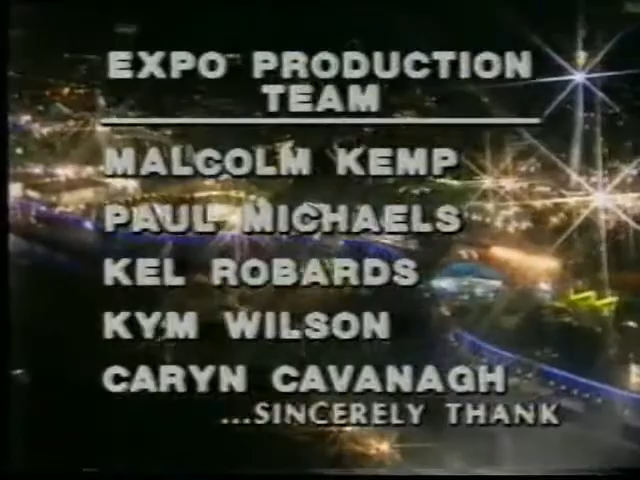 EXPO PRODUCTION
TEAM
MALCOLM KEMP
PAUL MICHAELS
KEL ROBARDS
KYM WILSON
CARYN CAVANAGH
...SINCERELY THANK